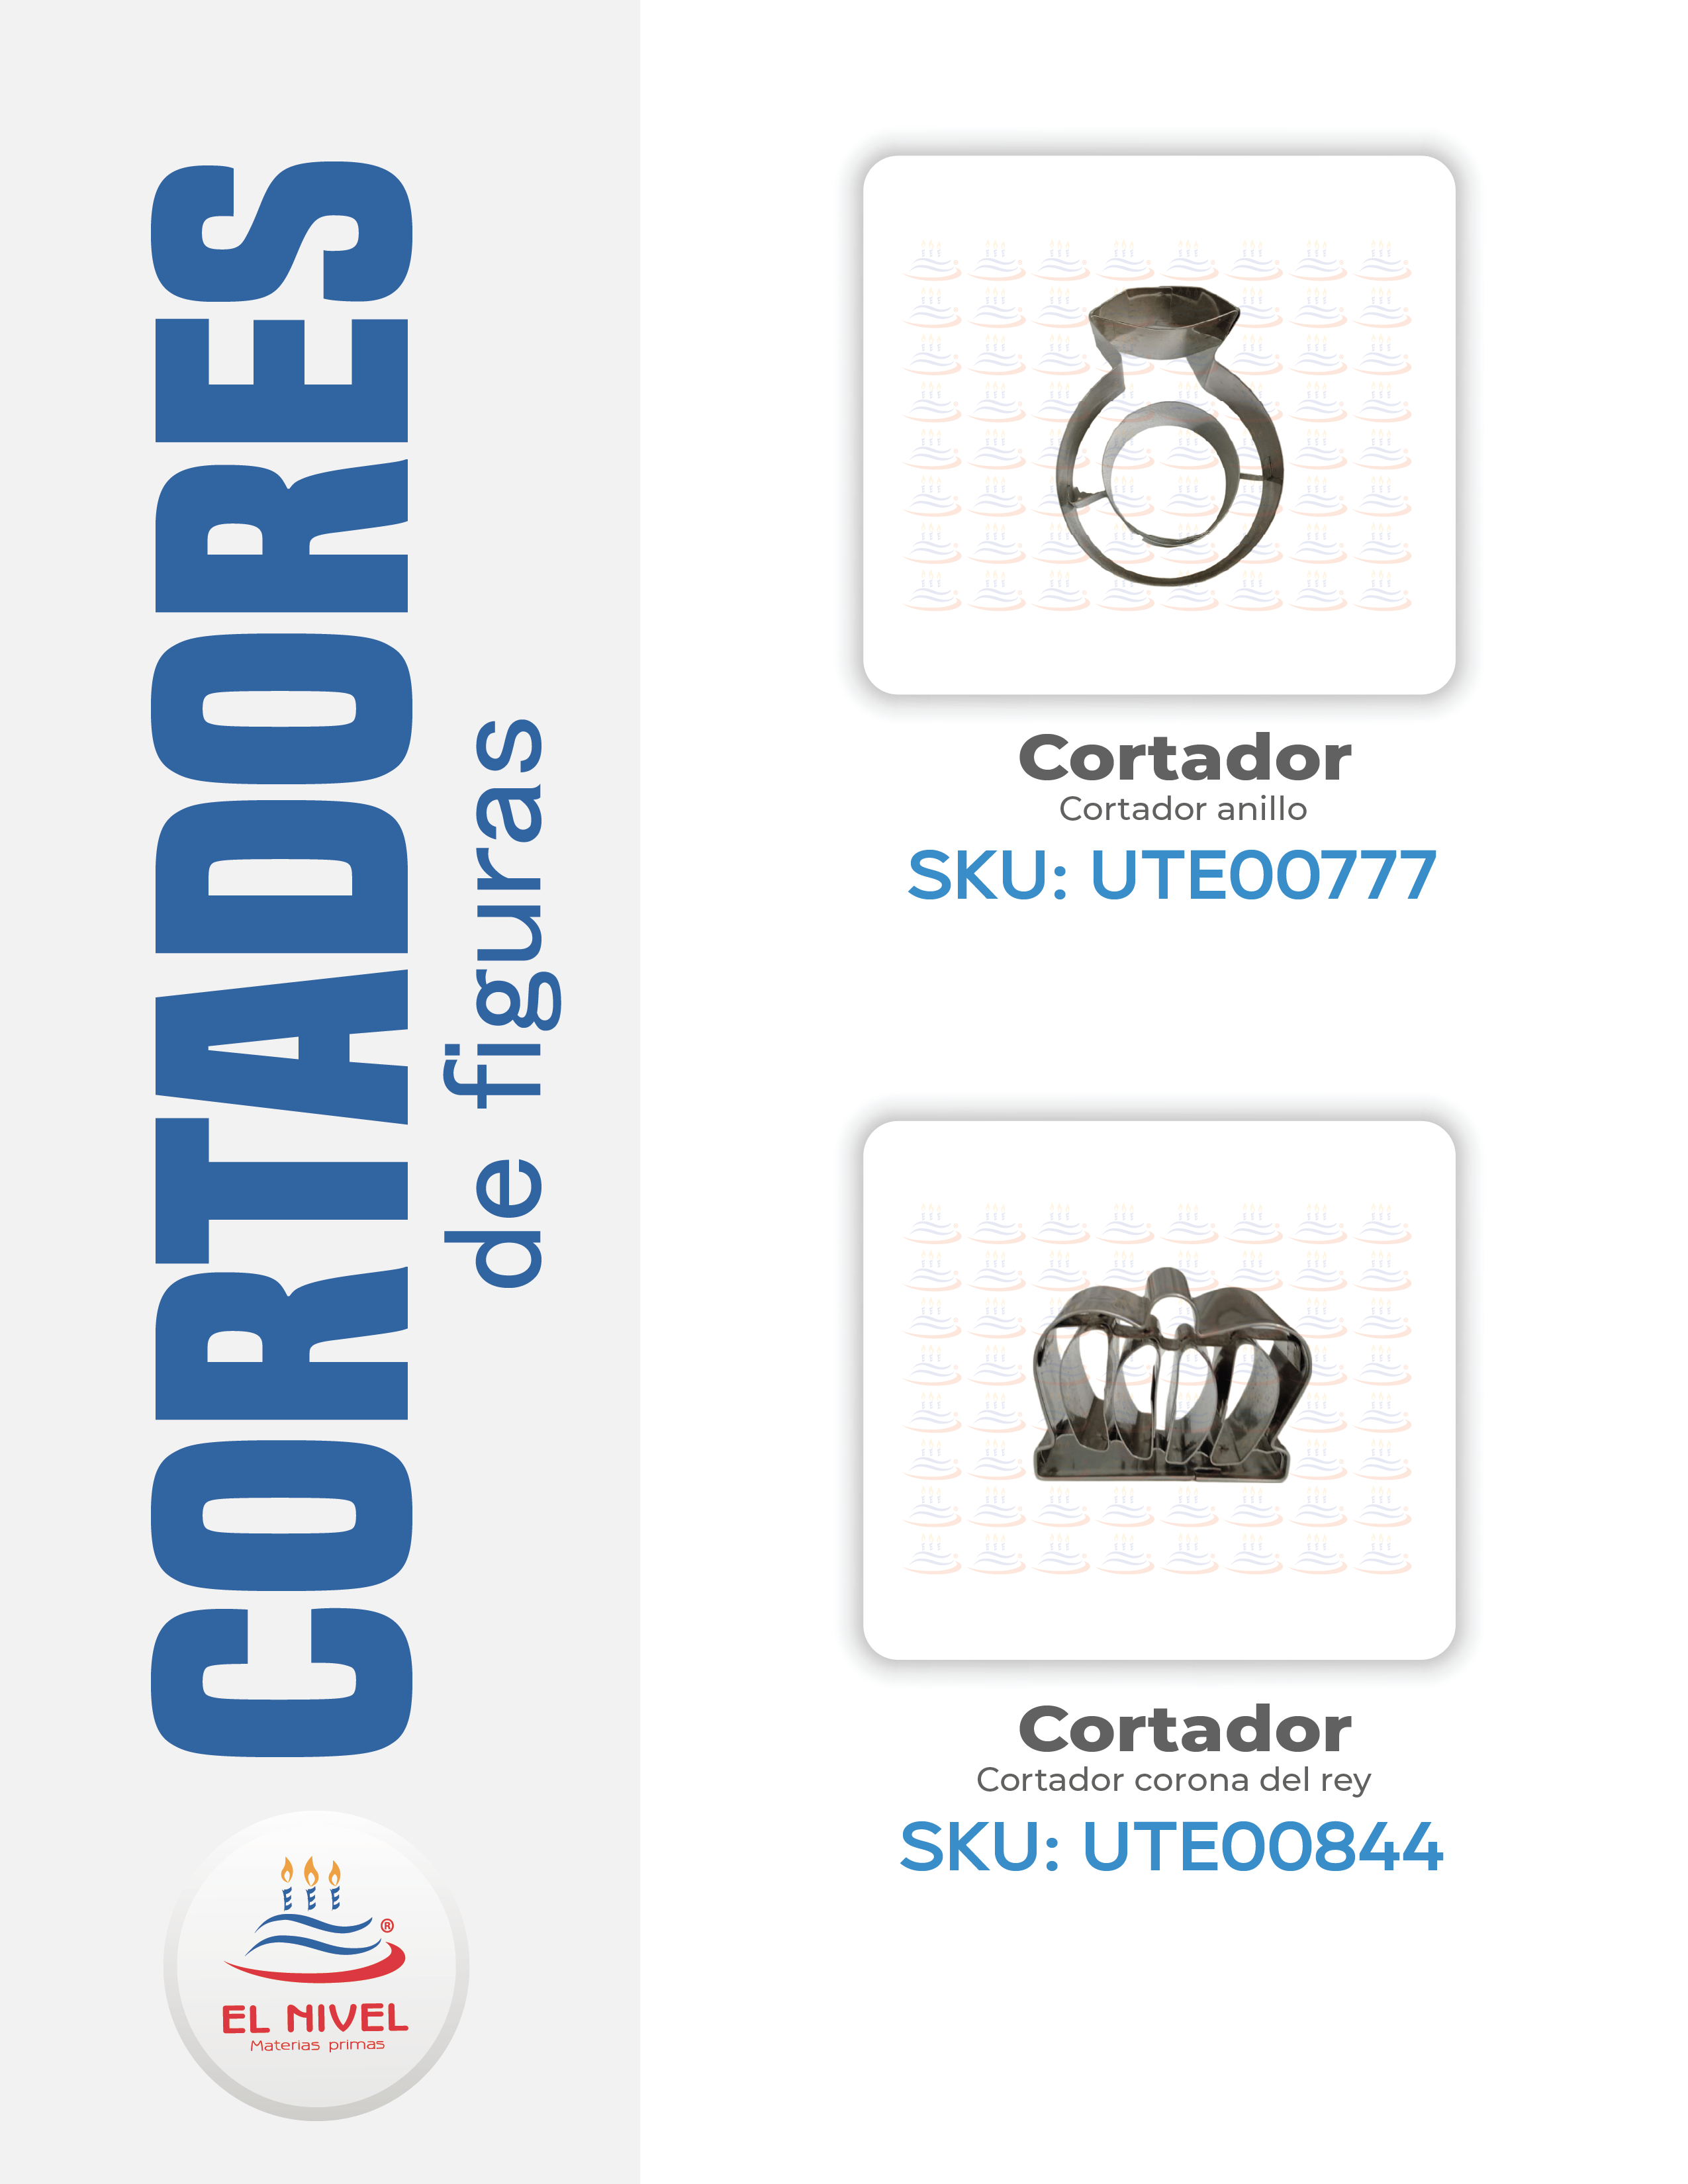 CORTADORES
de figuras
Cortador
Cortador anillo
SKU: UTE00777
Cortador
Cortador corona del rey
SKU: UTE00844
®
EL NIVEL
Materias primas